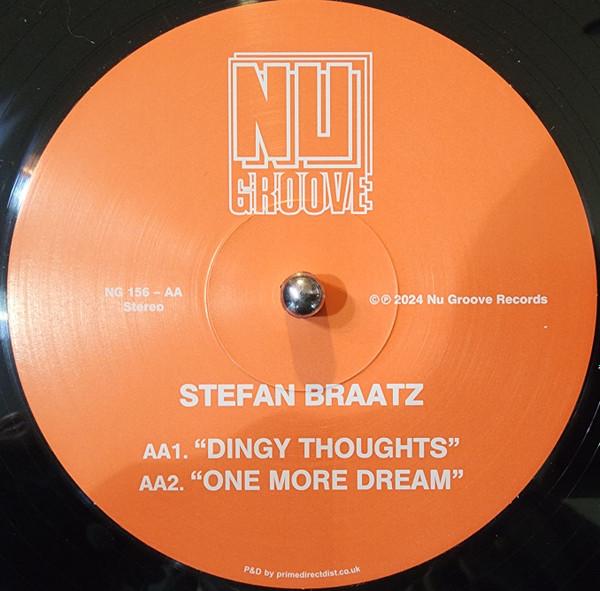 NU
GROOVE
NG 156 – AA
Stereo
©℗ 2024 Nu Groove Records
STEFAN BRAATZ
AA1. “DINGY THOUGHTS”
AA2. “ONE MORE DREAM”
P&D by primedirectdist.co.uk